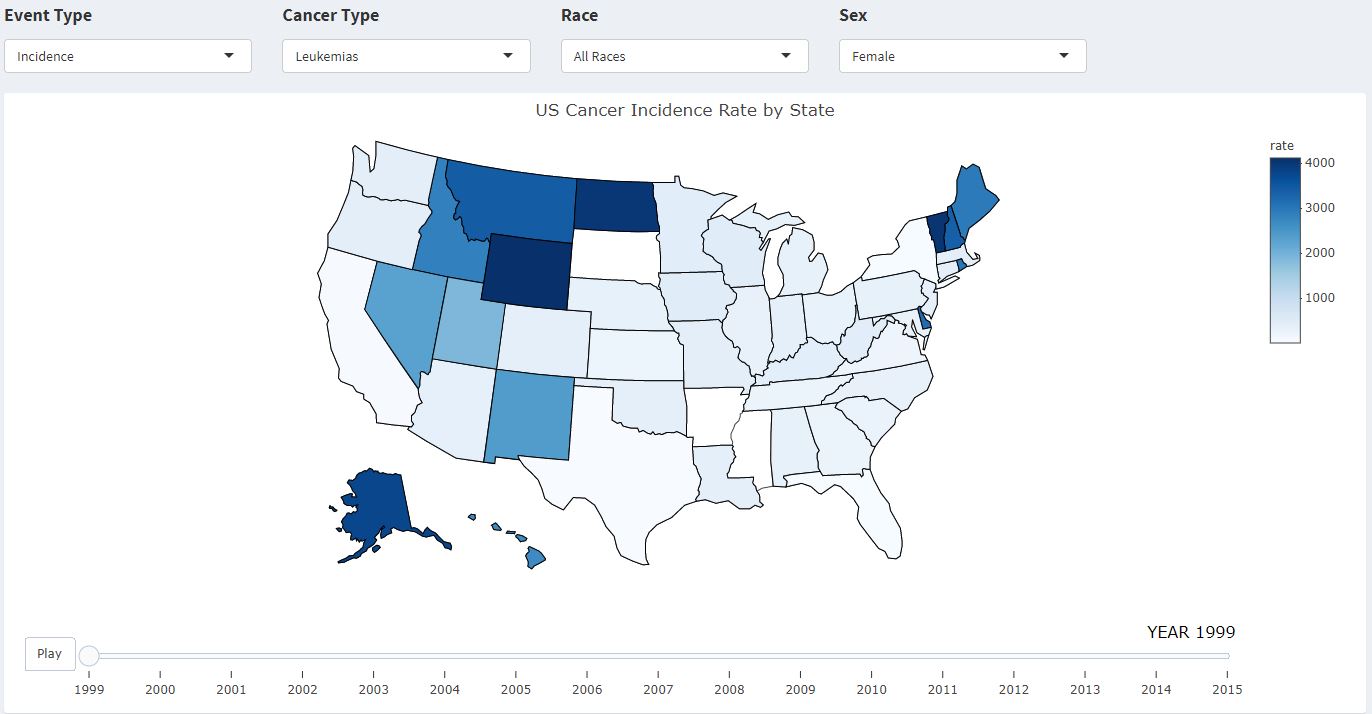 Event Type Cancer Type Race Sex
Incidence Leukemias All Races Female
US Cancer Incidence Rate by State
rate
4000
3000
2000
1000
YEAR 1999
Play
1999 2000 2001 2002 2003 2004 2005 2006 2007 2008 2009 2010 2011 2012 2013 2014 2015